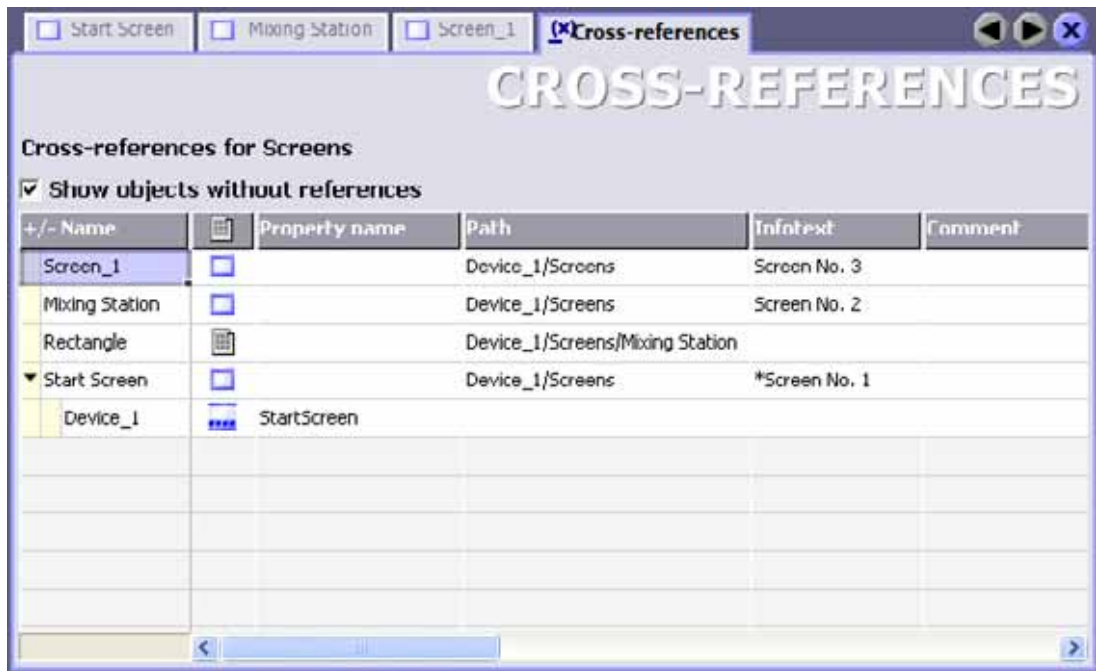 Start Screen Mixing Station Screen_1 (x)Cross-references
CROSS-REFERENCES
Cross-references for Screens
Show objects without references
+/- Name Property name Path Infotext Comment
Screen_1 Device_1/Screens Screen No. 3
Mixing Station Device_1/Screens Screen No. 2
Rectangle Device_1/Screens/Mixing Station
Start Screen Device_1/Screens *Screen No. 1
Device_1 StartScreen